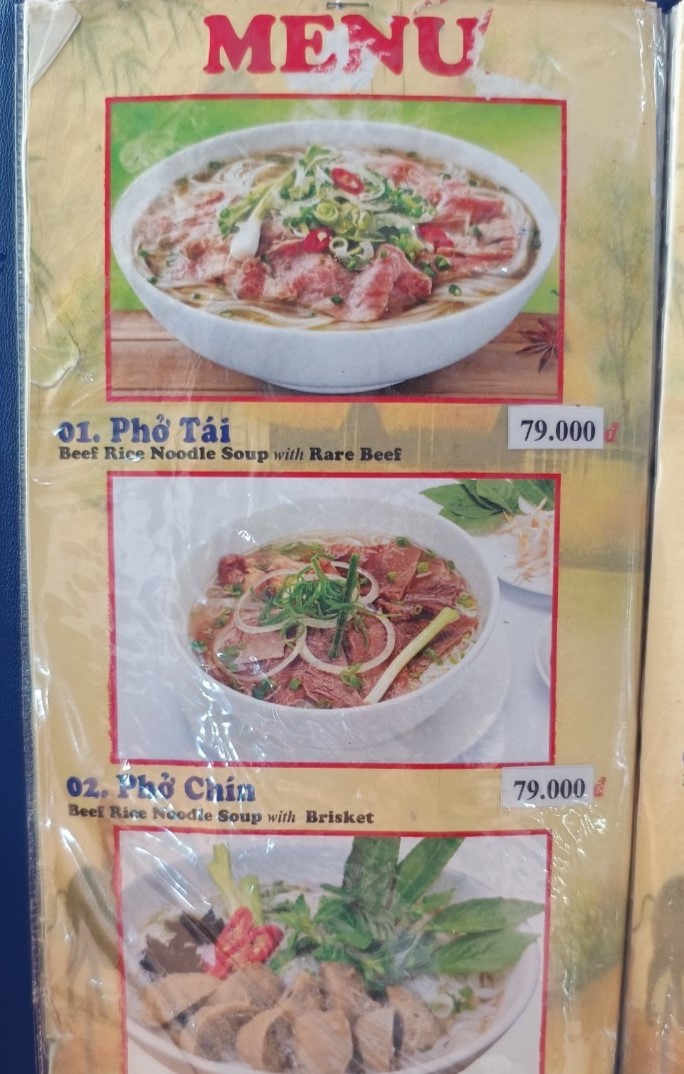 MENU
01. Phở Tái
79.000 đ
Beef Rice Noodle Soup with Rare Beef
02. Phở Chín
79.000 đ
Beef Rice Noodle Soup with Brisket